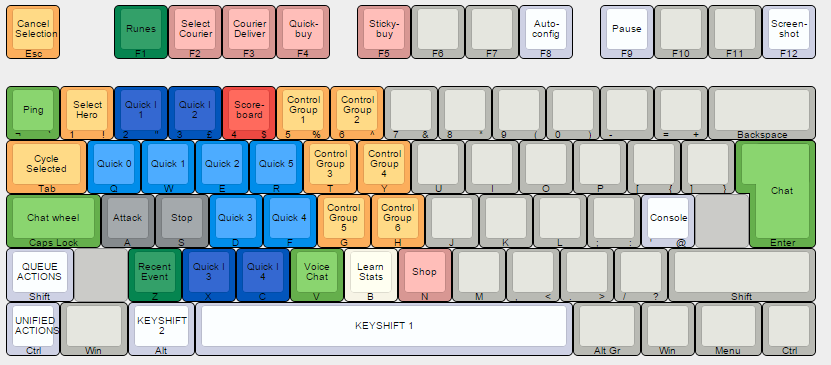 Cancel Selection Esc
Runes F1
Select Courier F2
Courier Deliver F3
Quick-buy F4
Sticky-buy F5
F6
F7
Auto-config F8
Pause F9
F10
F11
Screen-shot F12
Ping ¬ `
Select Hero 1 !
Quick I 1 2 "
Quick I 2 3 £
Score-board 4 $
Control Group 1 5 %
Control Group 2 6 ^
7 &
8 *
9 (
0 )
- _
= +
Backspace
Cycle Selected Tab
Quick 0 Q
Quick 1 W
Quick 2 E
Quick 5 R
Control Group 3 T
Control Group 4 Y
U
I
O
P
[ {
] }
Chat Enter
Chat wheel Caps Lock
Attack A
Stop S
Quick 3 D
Quick 4 F
Control Group 5 G
Control Group 6 H
J
K
L
; :
Console ' @
QUEUE ACTIONS Shift
Recent Event Z
Quick I 3 X
Quick I 4 C
Voice Chat V
Learn Stats B
Shop N
M
, <
. >
/ ?
Shift
UNIFIED ACTIONS Ctrl
Win
KEYSHIFT 2 Alt
KEYSHIFT 1
Alt Gr
Win
Menu
Ctrl